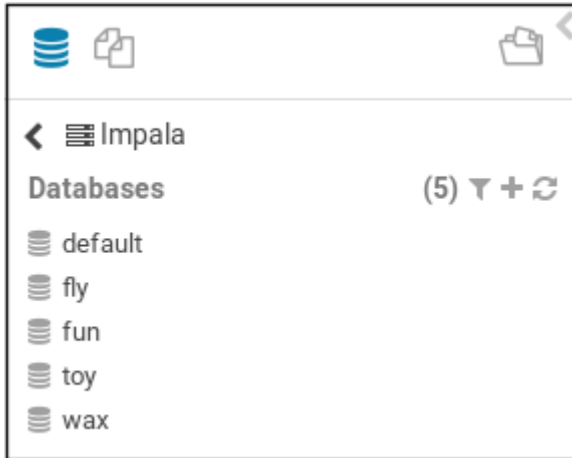 Impala
Databases (5)
default
fly
fun
toy
wax